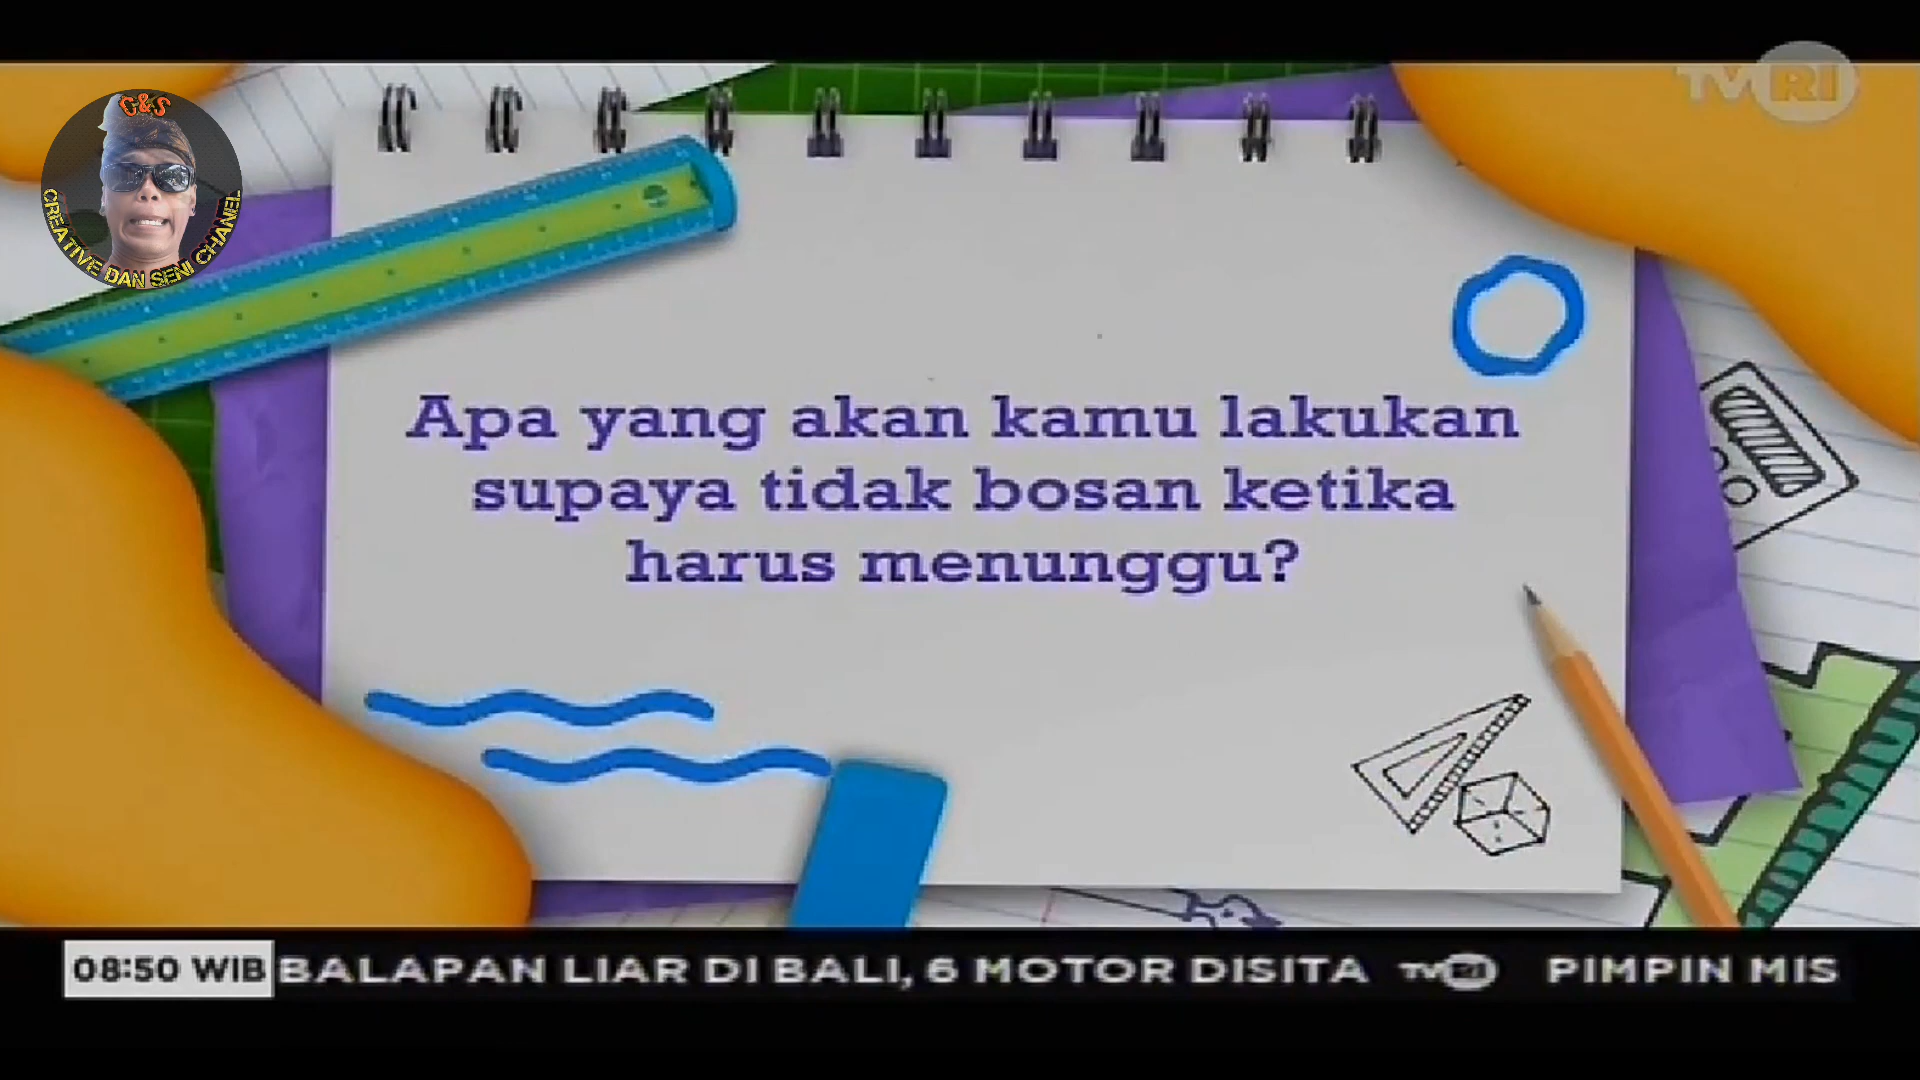 TVRI
C&S
CREATIVE DAN SENI CHANEL
Apa yang akan kamu lakukan
supaya tidak bosan ketika
harus menunggu?
08:50 WIB BALAPAN LIAR DI BALI, 6 MOTOR DISITA TVRI PIMPIN MIS